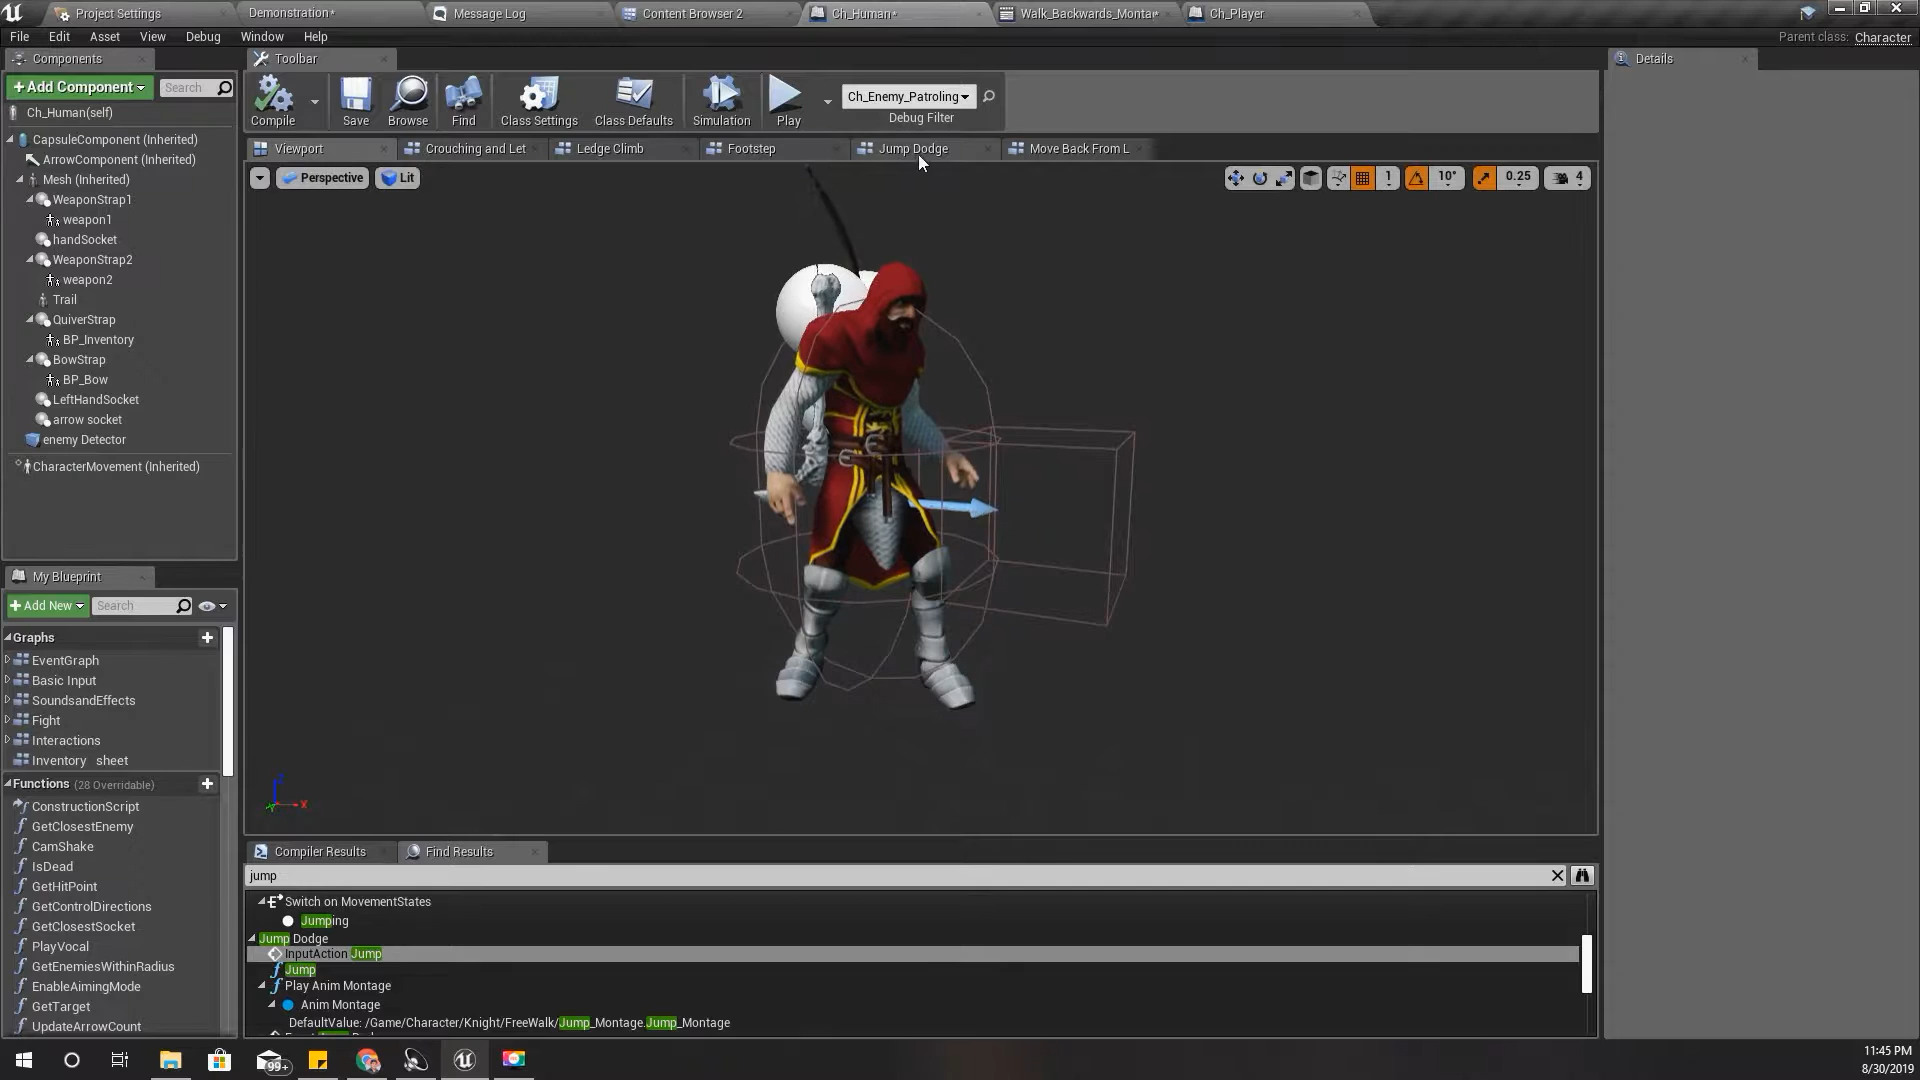 Project Settings
Demonstration*
Message Log
Content Browser 2
Ch_Human*
Walk_Backwards_Monta*
Ch_Player
File Edit Asset View Debug Window Help
Parent class: Character
Components
Toolbar
Details
+ Add Component
Search
Compile
Save
Browse
Find
Class Settings
Class Defaults
Simulation
Play
Ch_Enemy_Patroling
Debug Filter
Ch_Human(self)
CapsuleComponent (Inherited)
ArrowComponent (Inherited)
Mesh (Inherited)
WeaponStrap1
weapon1
handSocket
WeaponStrap2
weapon2
Trail
QuiverStrap
BP_Inventory
BowStrap
BP_Bow
LeftHandSocket
arrow socket
enemy Detector
CharacterMovement (Inherited)
Viewport
Crouching and Let
Ledge Climb
Footstep
Jump Dodge
Move Back From L
Perspective
Lit
1
10°
0.25
4
Z
X
My Blueprint
+ Add New
Search
Graphs
EventGraph
Basic Input
SoundsandEffects
Fight
Interactions
Inventory sheet
Functions (28 Overridable)
ConstructionScript
GetClosestEnemy
CamShake
IsDead
GetHitPoint
GetControlDirections
GetClosestSocket
PlayVocal
GetEnemiesWithinRadius
EnableAimingMode
GetTarget
UpdateArrowCount
Compiler Results
Find Results
jump
Switch on MovementStates
Jumping
Jump Dodge
InputAction Jump
Jump
Play Anim Montage
Anim Montage
DefaultValue: /Game/Character/Knight/FreeWalk/Jump_Montage.Jump_Montage
99+
11:45 PM
8/30/2019